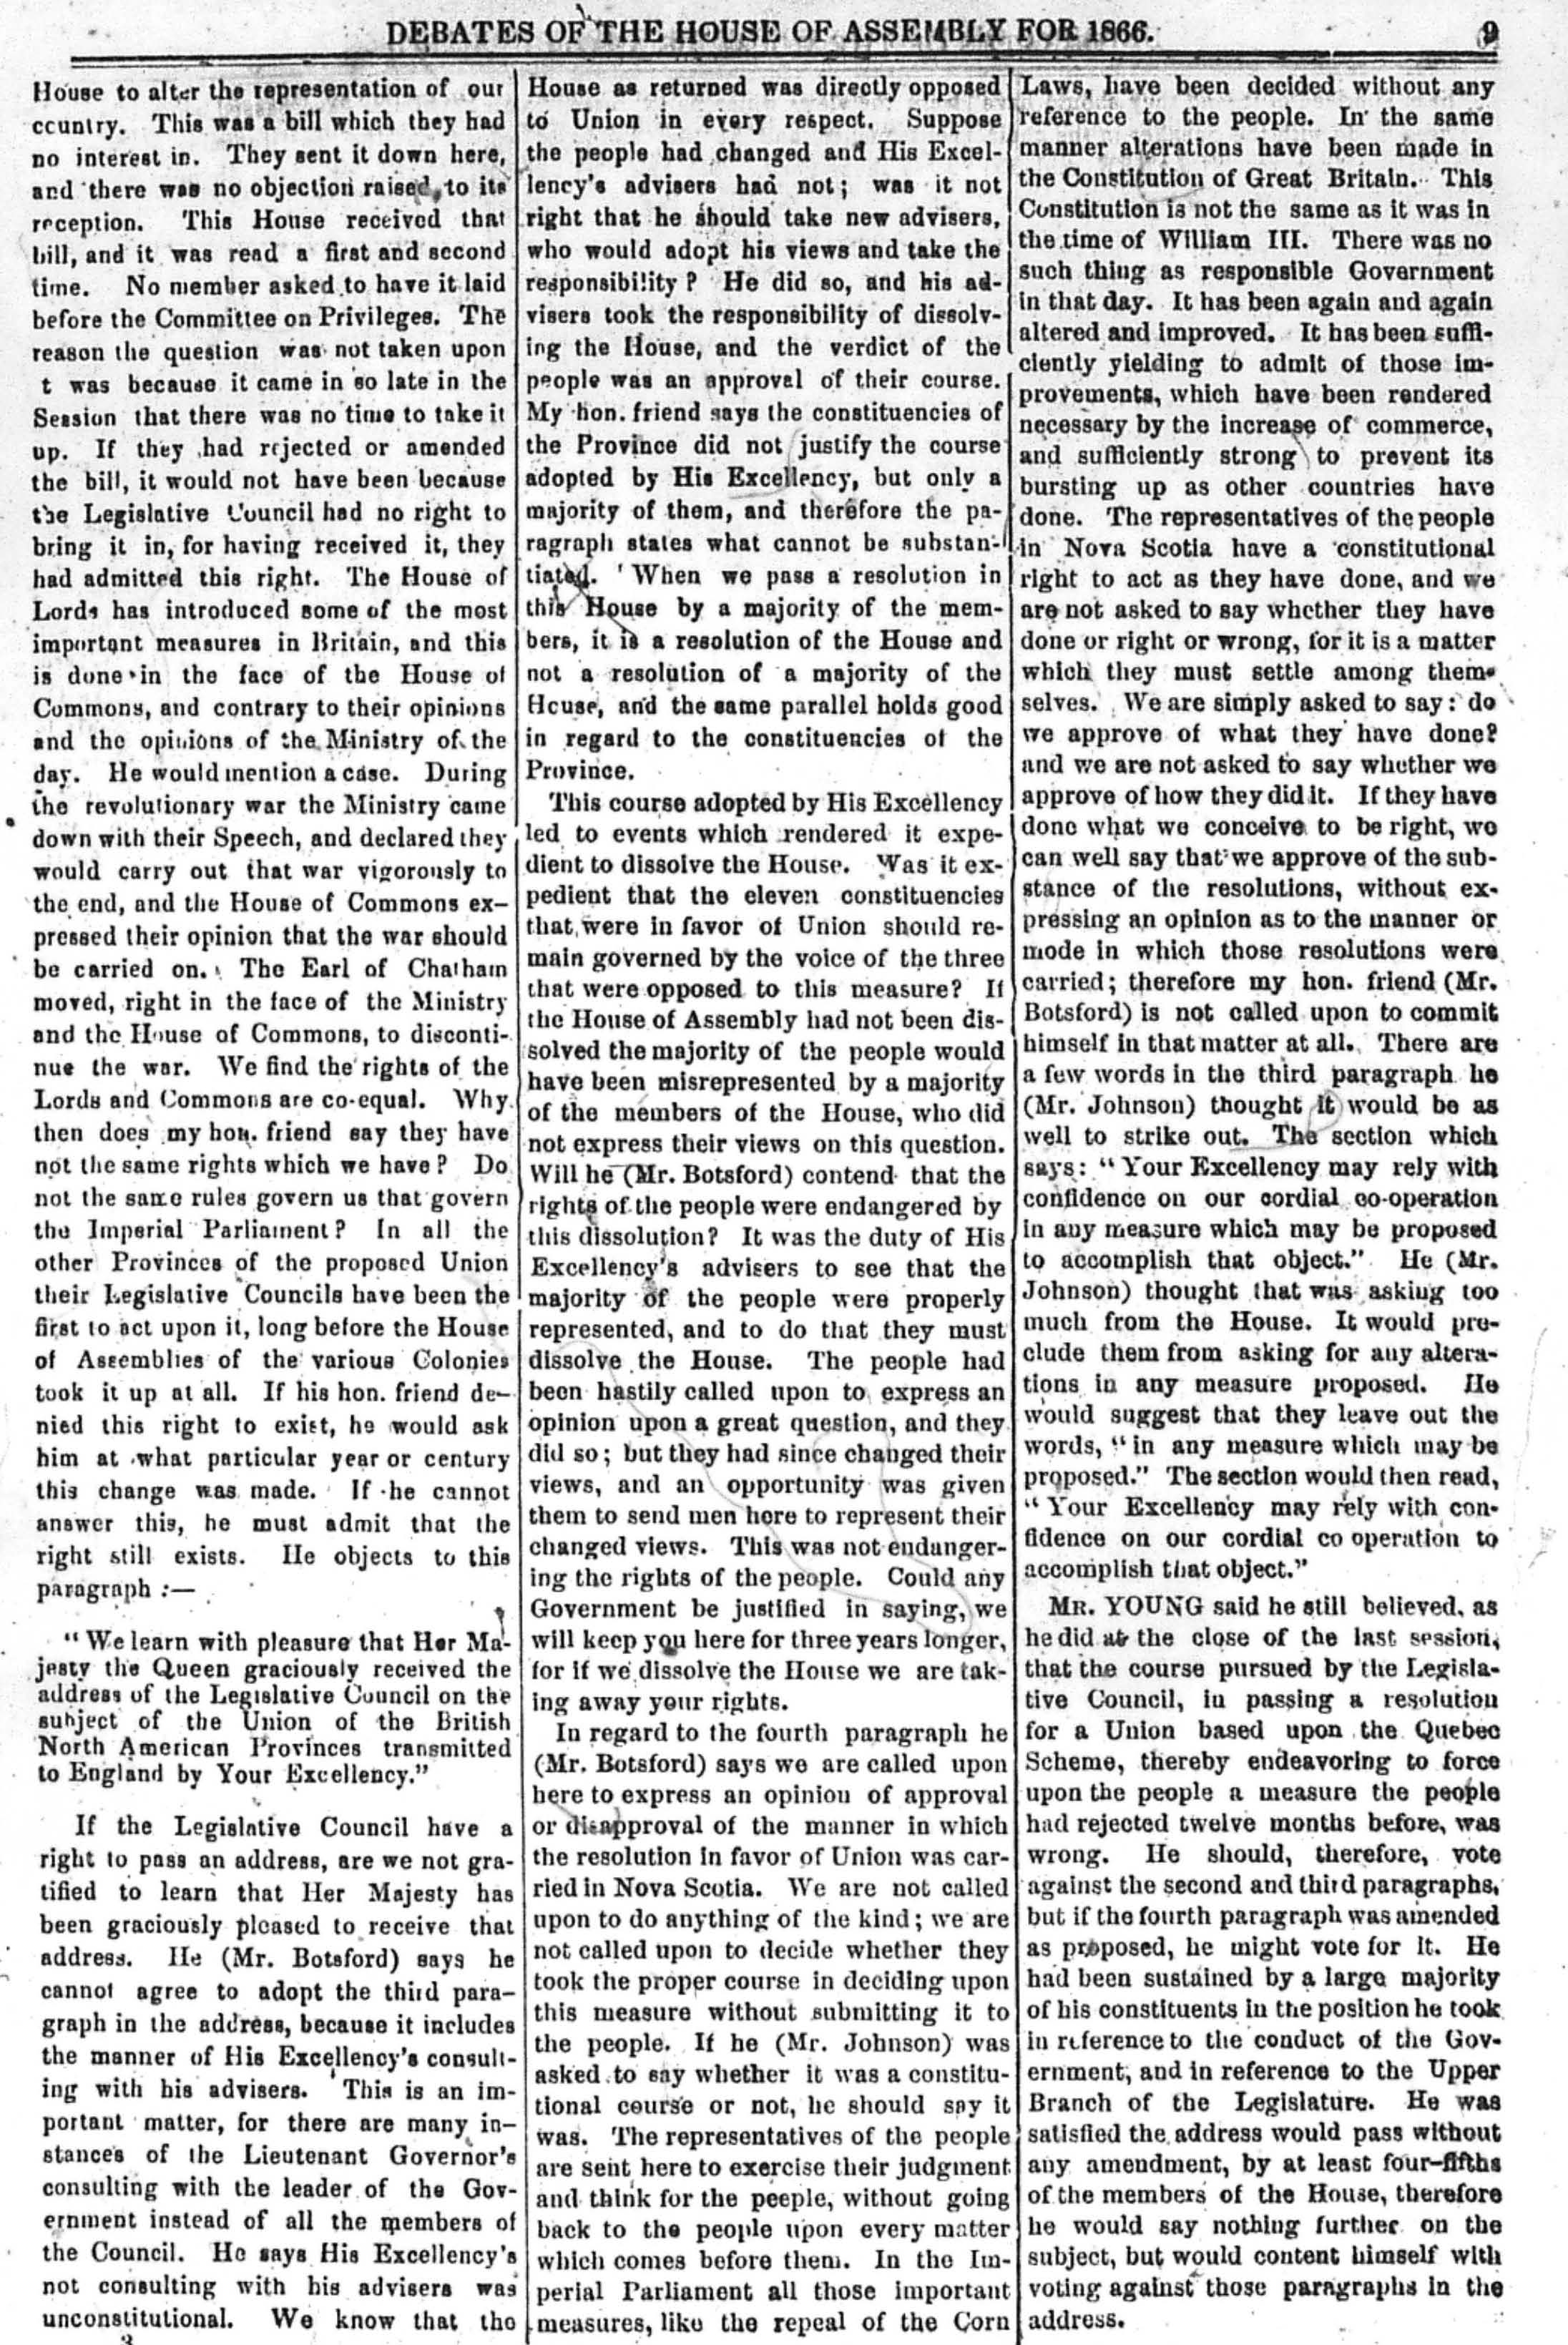 DEBATES OF THE HOUSE OF ASSEMBLY FOR 1866.
9
House to alter the representation of our
country. This was a bill which they had
no interest in. They sent it down here,
and there was no objection raised to its
reception. This House received that
bill, and it was read a first and second
time. No member asked to have it laid
before the Committee on Privileges. The
reason the question was not taken upon
t was because it came in so late in the
Session that there was no time to take it
up. If they had rejected or amended
the bill, it would not have been because
the Legislative Council had no right to
bring it in, for having received it, they
had admitted this right. The House of
Lords has introduced some of the most
important measures in Britain, and this
is done in the face of the House of
Commons, and contrary to their opinions
and the opinions of the Ministry of the
day. He would mention a case. During
the revolutionary war the Ministry came
down with their Speech, and declared they
would carry out that war vigorously to
the end, and the House of Commons ex-
pressed their opinion that the war should
be carried on. The Earl of Chatham
moved, right in the face of the Ministry
and the House of Commons, to disconti-
nue the war. We find the rights of the
Lords and Commons are co-equal. Why
then does my hon. friend say they have
not the same rights which we have? Do
not the same rules govern us that govern
the Imperial Parliament? In all the
other Provinces of the proposed Union
their Legislative Councils have been the
first to act upon it, long before the House
of Assemblies of the various Colonies
took it up at all. If his hon. friend de-
nied this right to exist, he would ask
him at what particular year or century
this change was made. If he cannot
answer this, he must admit that the
right still exists. He objects to this
paragraph :—
"We learn with pleasure that Her Ma-
jesty the Queen graciously received the
address of the Legislative Council on the
subject of the Union of the British
North American Provinces transmitted
to England by Your Excellency."
If the Legislative Council have a
right to pass an address, are we not gra-
tified to learn that Her Majesty has
been graciously pleased to receive that
address. He (Mr. Botsford) says he
cannot agree to adopt the third para-
graph in the address, because it includes
the manner of His Excellency's consult-
ing with his advisers. This is an im-
portant matter, for there are many in-
stances of the Lieutenant Governor's
consulting with the leader of the Gov-
ernment instead of all the members of
the Council. He says His Excellency's
not consulting with his advisers was
unconstitutional. We know that the
3
House as returned was directly opposed
to Union in every respect. Suppose
the people had changed and His Excel-
lency's advisers had not; was it not
right that he should take new advisers,
who would adopt his views and take the
responsibility? He did so, and his ad-
visers took the responsibility of dissolv-
ing the House, and the verdict of the
people was an approval of their course.
My hon. friend says the constituencies of
the Province did not justify the course
adopted by His Excellency, but only a
majority of them, and therefore the pa-
ragraph states what cannot be substan-
tiated. When we pass a resolution in
this House by a majority of the mem-
bers, it is a resolution of the House and
not a resolution of a majority of the
House, and the same parallel holds good
in regard to the constituencies of the
Province.
This course adopted by His Excellency
led to events which rendered it expe-
dient to dissolve the House. Was it ex-
pedient that the eleven constituencies
that were in favor of Union should re-
main governed by the voice of the three
that were opposed to this measure? If
the House of Assembly had not been dis-
solved the majority of the people would
have been misrepresented by a majority
of the members of the House, who did
not express their views on this question.
Will he (Mr. Botsford) contend that the
rights of the people were endangered by
this dissolution? It was the duty of His
Excellency's advisers to see that the
majority of the people were properly
represented, and to do that they must
dissolve the House. The people had
been hastily called upon to express an
opinion upon a great question, and they
did so; but they had since changed their
views, and an opportunity was given
them to send men here to represent their
changed views. This was not endanger-
ing the rights of the people. Could any
Government be justified in saying, we
will keep you here for three years longer,
for if we dissolve the House we are tak-
ing away your rights.
In regard to the fourth paragraph he
(Mr. Botsford) says we are called upon
here to express an opinion of approval
or disapproval of the manner in which
the resolution in favor of Union was car-
ried in Nova Scotia. We are not called
upon to do anything of the kind; we are
not called upon to decide whether they
took the proper course in deciding upon
this measure without submitting it to
the people. If he (Mr. Johnson) was
asked to say whether it was a constitu-
tional course or not, he should say it
was. The representatives of the people
are sent here to exercise their judgment
and think for the peeple, without going
back to the people upon every matter
which comes before them. In the Im-
perial Parliament all those important
measures, like the repeal of the Corn
Laws, have been decided without any
reference to the people. In the same
manner alterations have been made in
the Constitution of Great Britain. This
Constitution is not the same as it was in
the time of William III. There was no
such thing as responsible Government
in that day. It has been again and again
altered and improved. It has been suffi-
ciently yielding to admit of those im-
provements, which have been rendered
necessary by the increase of commerce,
and sufficiently strong to prevent its
bursting up as other countries have
done. The representatives of the people
in Nova Scotia have a constitutional
right to act as they have done, and we
are not asked to say whether they have
done or right or wrong, for it is a matter
which they must settle among them-
selves. We are simply asked to say: do
we approve of what they have done?
and we are not asked to say whether we
approve of how they did it. If they have
done what we conceive to be right, we
can well say that we approve of the sub-
stance of the resolutions, without ex-
pressing an opinion as to the manner or
mode in which those resolutions were
carried; therefore my hon. friend (Mr.
Botsford) is not called upon to commit
himself in that matter at all. There are
a few words in the third paragraph he
(Mr. Johnson) thought it would be as
well to strike out. The section which
says: "Your Excellency may rely with
confidence on our cordial co-operation
in any measure which may be proposed
to accomplish that object." He (Mr.
Johnson) thought that was asking too
much from the House. It would pre-
clude them from asking for any altera-
tions in any measure proposed. He
would suggest that they leave out the
words, "in any measure which may be
proposed." The section would then read,
"Your Excellency may rely with con-
fidence on our cordial co operation to
accomplish that object."
MR. YOUNG said he still believed, as
he did at the close of the last session,
that the course pursued by the Legisla-
tive Council, in passing a resolution
for a Union based upon the Quebec
Scheme, thereby endeavoring to force
upon the people a measure the people
had rejected twelve months before, was
wrong. He should, therefore, vote
against the second and third paragraphs,
but if the fourth paragraph was amended
as proposed, he might vote for it. He
had been sustained by a large majority
of his constituents in the position he took
in reference to the conduct of the Gov-
ernment, and in reference to the Upper
Branch of the Legislature. He was
satisfied the address would pass without
any amendment, by at least four-fifths
of the members of the House, therefore
he would say nothing further on the
subject, but would content himself with
voting against those paragraphs in the
address.